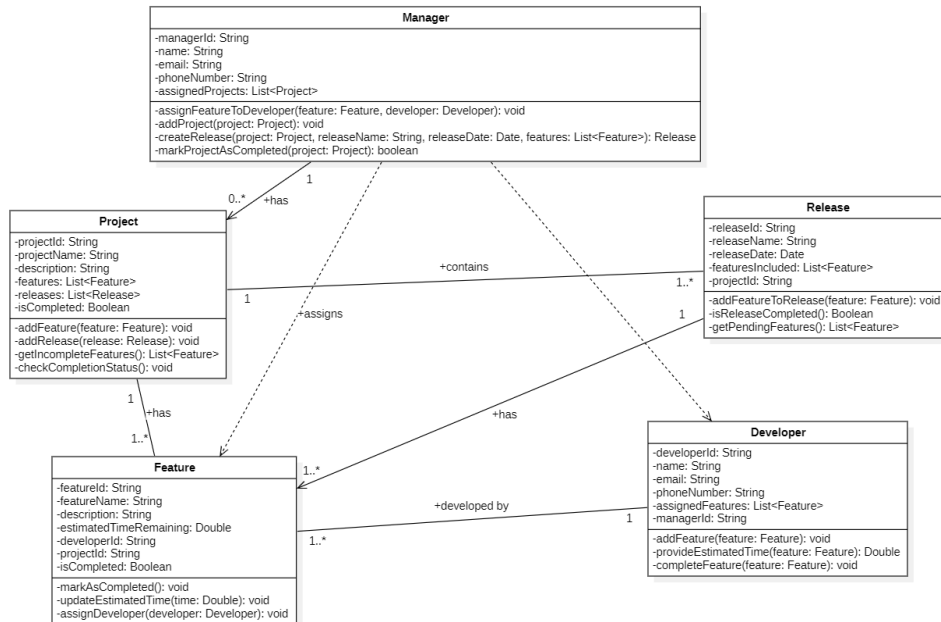 Manager
-managerId: String
-name: String
-email: String
-phoneNumber: String
-assignedProjects: List<Project>
-assignFeatureToDeveloper(feature: Feature, developer: Developer): void
-addProject(project: Project): void
-createRelease(project: Project, releaseName: String, releaseDate: Date, features: List<Feature>): Release
-markProjectAsCompleted(project: Project): boolean
1
0..*
+has
Project
-projectId: String
-projectName: String
-description: String
-features: List<Feature>
-releases: List<Release>
-isCompleted: Boolean
-addFeature(feature: Feature): void
-addRelease(release: Release): void
-getIncompleteFeatures(): List<Feature>
-checkCompletionStatus(): void
Release
-releaseId: String
-releaseName: String
-releaseDate: Date
-featuresIncluded: List<Feature>
-projectId: String
-addFeatureToRelease(feature: Feature): void
-isReleaseCompleted(): Boolean
-getPendingFeatures(): List<Feature>
+contains
1
1..*
+assigns
1
+has
1..*
1
+has
1..*
Feature
-featureId: String
-featureName: String
-description: String
-estimatedTimeRemaining: Double
-developerId: String
-projectId: String
-isCompleted: Boolean
-markAsCompleted(): void
-updateEstimatedTime(time: Double): void
-assignDeveloper(developer: Developer): void
+developed by
1..*
1
Developer
-developerId: String
-name: String
-email: String
-phoneNumber: String
-assignedFeatures: List<Feature>
-managerId: String
-addFeature(feature: Feature): void
-provideEstimatedTime(feature: Feature): Double
-completeFeature(feature: Feature): void